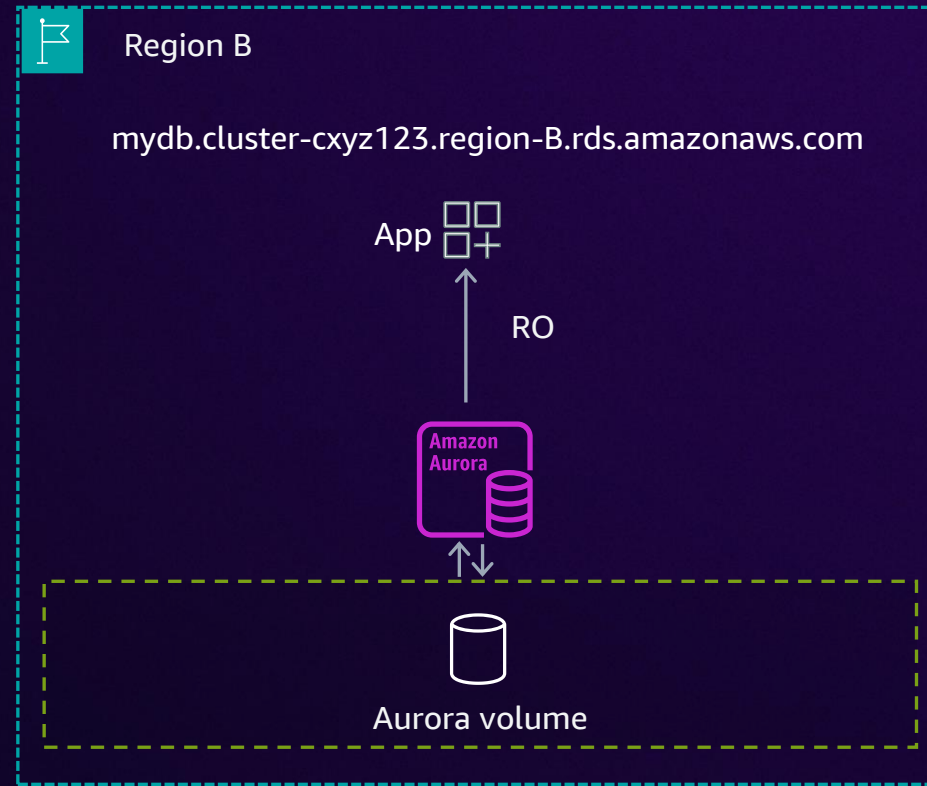 Region B
mydb.cluster-cxyz123.region-B.rds.amazonaws.com
App
RO
Amazon
Aurora
Aurora volume